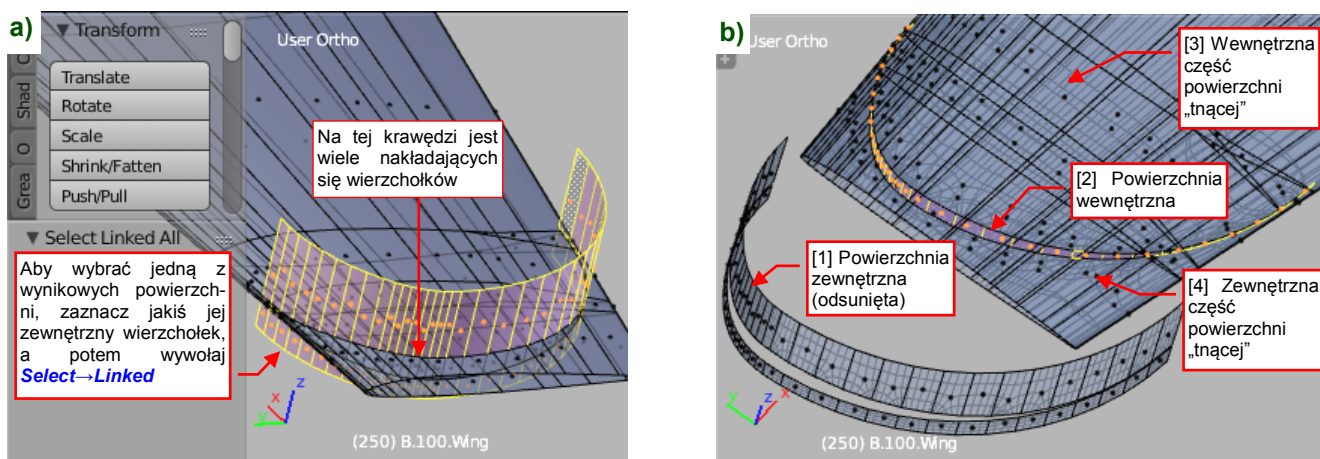 a)
▼ Transform
User Ortho
Translate
Rotate
Scale
Shrink/Fatten
Push/Pull
Shad
O
Grea
Na tej krawędzi jest
wiele nakładających
się wierzchołków
▼ Select Linked All
Aby wybrać jedną z
wynikowych powierzch-
ni, zaznacz jakiś jej
zewnętrzny wierzchołek,
a potem wywołaj
Select→Linked
z
x
y
(250) B.100.Wing
b)
User Ortho
[3] Wewnętrzna
część
powierzchni
„tnącej”
[2] Powierzchnia
wewnętrzna
[1] Powierzchnia
zewnętrzna
(odsunięta)
[4] Zewnętrzna
część
powierzchni
„tnącej”
y
z
x
(250) B.100.Wing